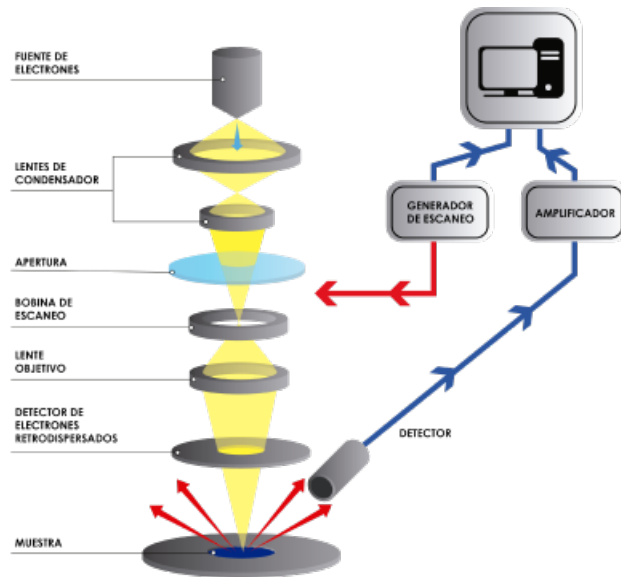 FUENTE DE
ELECTRONES
LENTES DE
CONDENSADOR
APERTURA
BOBINA DE
ESCANEO
LENTE
OBJETIVO
DETECTOR DE
ELECTRONES
RETRODISPERSADOS
MUESTRA
GENERADOR
DE ESCANEO
AMPLIFICADOR
DETECTOR